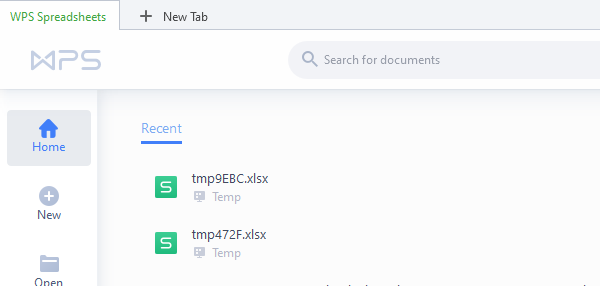 WPS Spreadsheets
New Tab
WPS
Search for documents
Home
Recent
tmp9EBC.xlsx
Temp
New
tmp472F.xlsx
Temp
Open